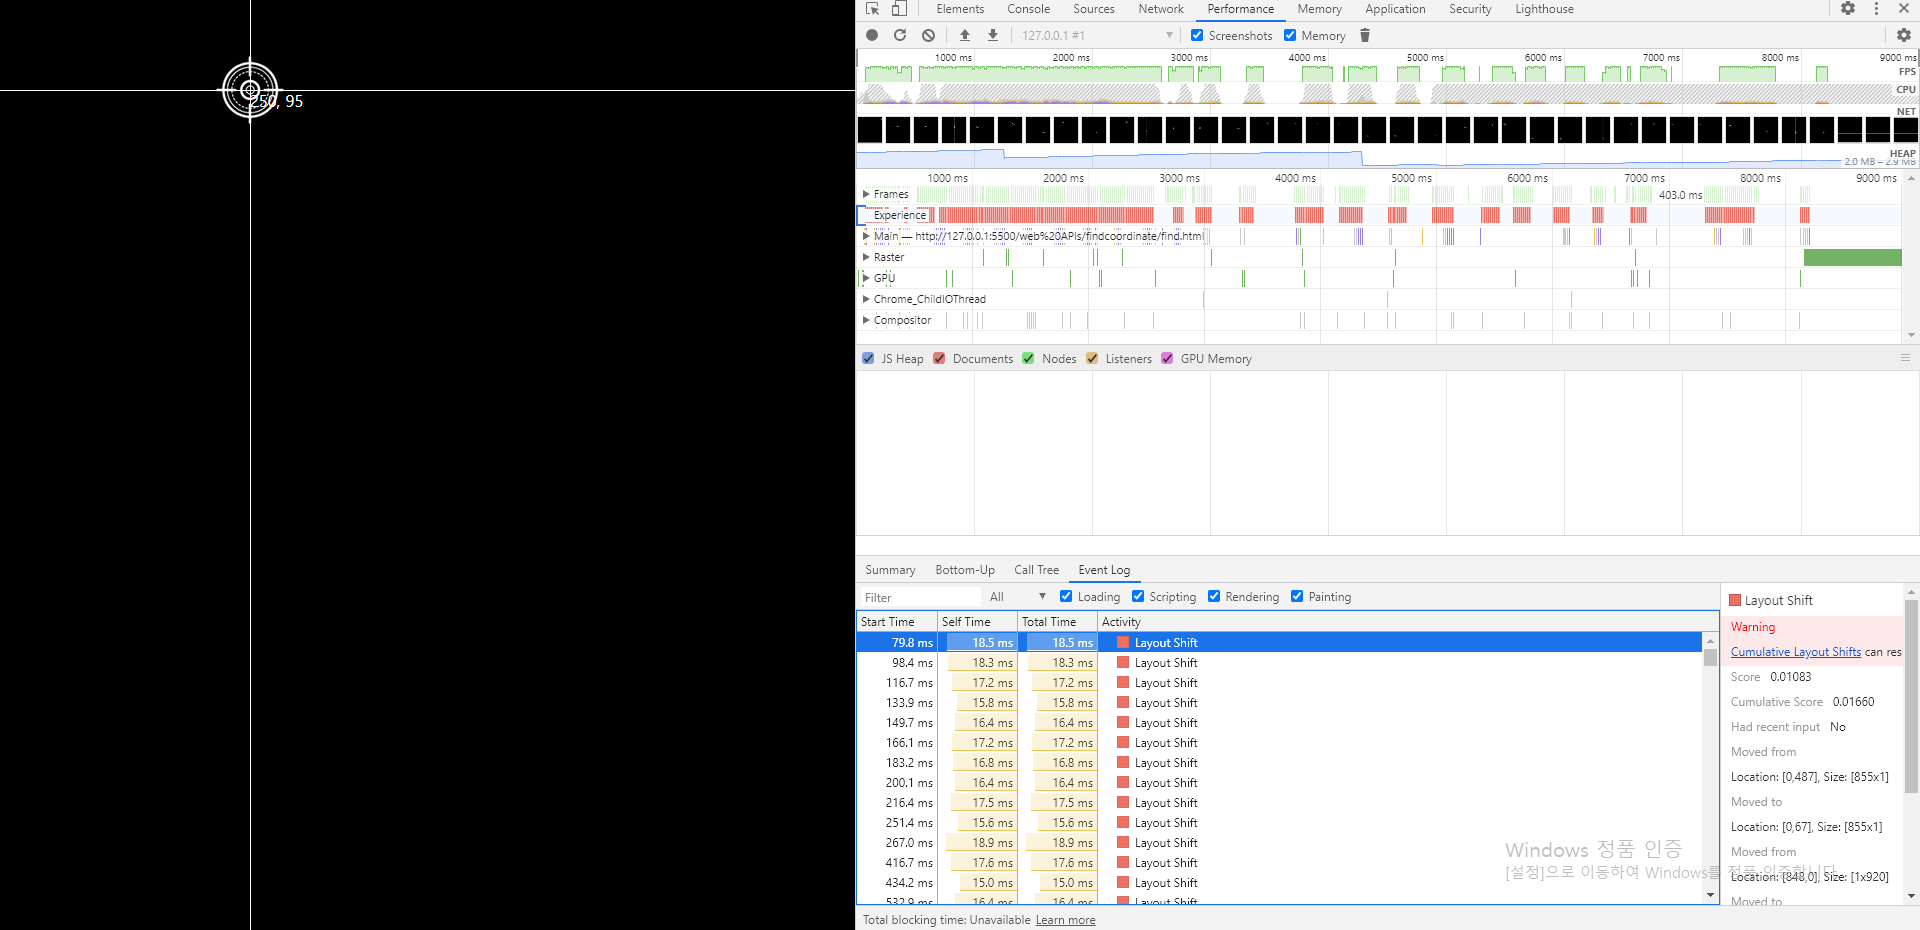 250, 95
Elements Console Sources Network Performance Memory Application Security Lighthouse
127.0.0.1 #1 Screenshots Memory
1000 ms 2000 ms 3000 ms 4000 ms 5000 ms 6000 ms 7000 ms 8000 ms 9000 ms
FPS
CPU
NET
HEAP
2.0 MB – 2.9 MB
1000 ms 2000 ms 3000 ms 4000 ms 5000 ms 6000 ms 7000 ms 8000 ms 9000 ms
Frames 403.0 ms
Experience
Main — http://127.0.0.1:5500/web%20APIs/findcoordinate/find.html
Raster
GPU
Chrome_ChildIOThread
Compositor
JS Heap Documents Nodes Listeners GPU Memory
Summary Bottom-Up Call Tree Event Log
Filter All Loading Scripting Rendering Painting
Start Time Self Time Total Time Activity
79.8 ms 18.5 ms 18.5 ms Layout Shift
98.4 ms 18.3 ms 18.3 ms Layout Shift
116.7 ms 17.2 ms 17.2 ms Layout Shift
133.9 ms 15.8 ms 15.8 ms Layout Shift
149.7 ms 16.4 ms 16.4 ms Layout Shift
166.1 ms 17.2 ms 17.2 ms Layout Shift
183.2 ms 16.8 ms 16.8 ms Layout Shift
200.1 ms 16.4 ms 16.4 ms Layout Shift
216.4 ms 17.5 ms 17.5 ms Layout Shift
251.4 ms 15.6 ms 15.6 ms Layout Shift
267.0 ms 18.9 ms 18.9 ms Layout Shift
416.7 ms 17.6 ms 17.6 ms Layout Shift
434.2 ms 15.0 ms 15.0 ms Layout Shift
532.9 ms 16.4 ms 16.4 ms Layout Shift
Layout Shift
Warning
Cumulative Layout Shifts can res
Score 0.01083
Cumulative Score 0.01660
Had recent input No
Moved from
Location: [0,487], Size: [855x1]
Moved to
Location: [0,67], Size: [855x1]
Moved from
Location: [848,0], Size: [1x920]
Moved to
Windows 정품 인증
[설정]으로 이동하여 Windows를 정품 인증합니다.
Total blocking time: Unavailable Learn more